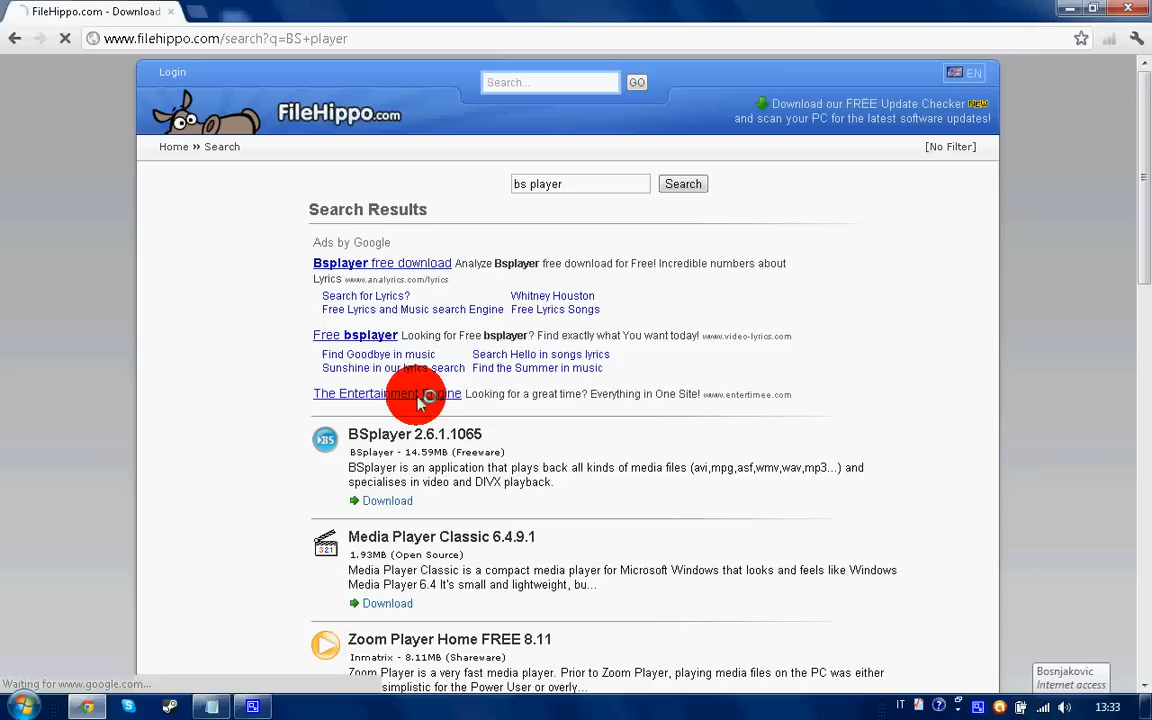 FileHippo.com - Download
www.filehippo.com/search?q=BS+player
Login
Search...
GO
EN
FileHippo.com
Download our FREE Update Checker NEW
and scan your PC for the latest software updates!
Home » Search
[No Filter]
bs player
Search
Search Results
Ads by Google
Bsplayer free download Analyze Bsplayer free download for Free! Incredible numbers about
Lyrics www.analyrics.com/lyrics
Search for Lyrics? Whitney Houston
Free Lyrics and Music search Engine Free Lyrics Songs
Free bsplayer Looking for Free bsplayer? Find exactly what You want today! www.video-lyrics.com
Find Goodbye in music Search Hello in songs lyrics
Sunshine in our lyrics search Find the Summer in music
The Entertainment Engine Looking for a great time? Everything in One Site! www.entertimee.com
BS
BSplayer 2.6.1.1065
BSplayer - 14.59MB (Freeware)
BSplayer is an application that plays back all kinds of media files (avi,mpg,asf,wmv,wav,mp3...) and
specialises in video and DIVX playback.
Download
321
Media Player Classic 6.4.9.1
1.93MB (Open Source)
Media Player Classic is a compact media player for Microsoft Windows that looks and feels like Windows
Media Player 6.4 It's small and lightweight, bu...
Download
Zoom Player Home FREE 8.11
Inmatrix - 8.11MB (Shareware)
Zoom Player is a very fast media player. Prior to Zoom Player, playing media files on the PC was either
simplistic for the Power User or overly...
Waiting for www.google.com...
Bosnjakovic
Internet access
IT
13:33